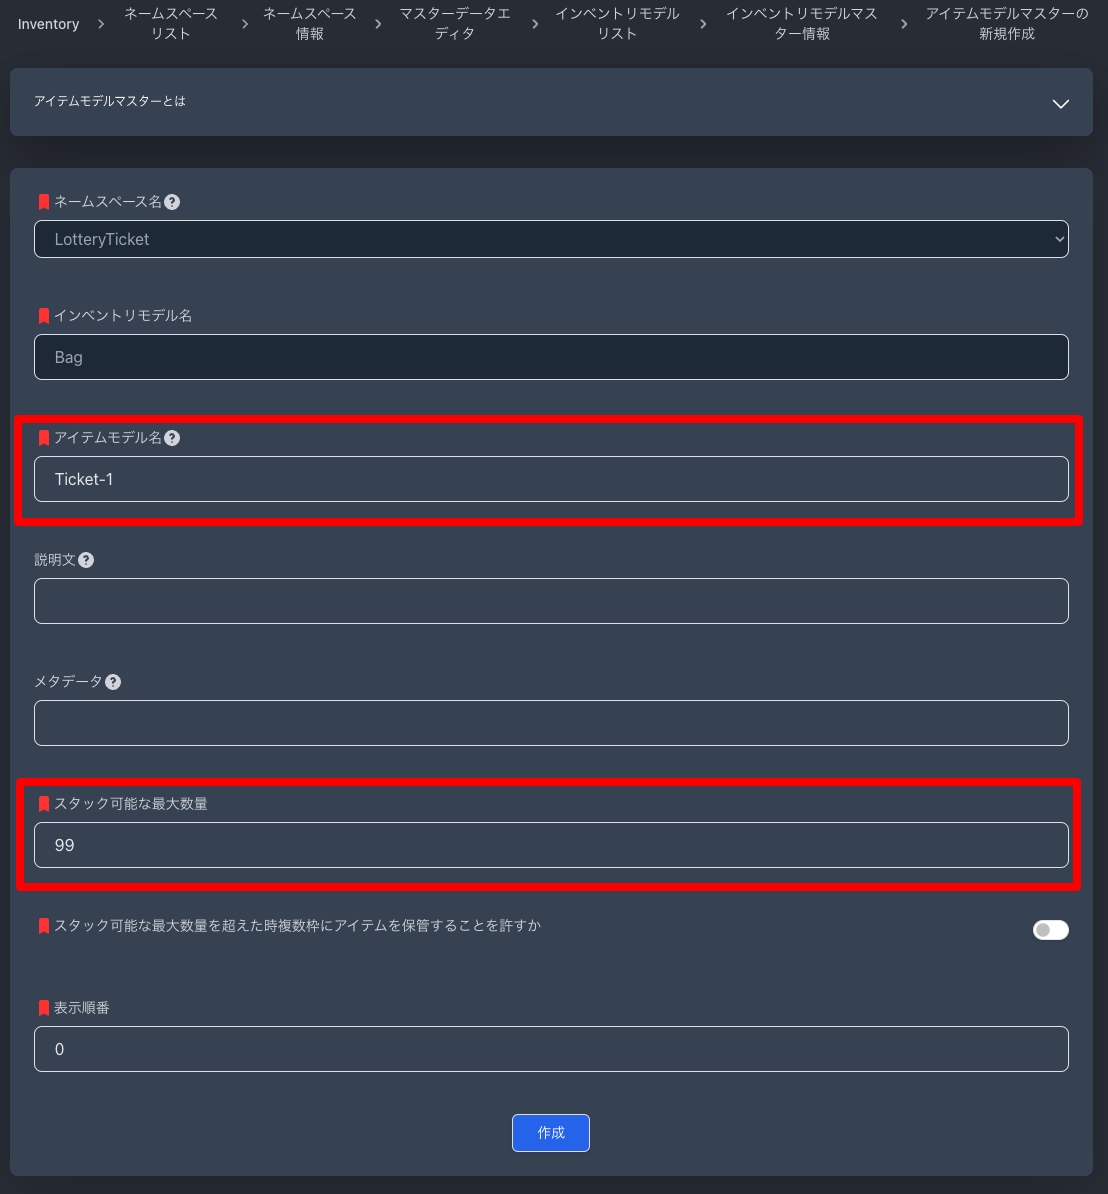 Inventory
ネームスペース
リスト
ネームスペース
情報
マスターデータエ
ディタ
インベントリモデル
リスト
インベントリモデルマス
ター情報
アイテムモデルマスターの
新規作成
アイテムモデルマスターとは
ネームスペース名
LotteryTicket
インベントリモデル名
Bag
アイテムモデル名
Ticket-1
説明文
メタデータ
スタック可能な最大数量
99
スタック可能な最大数量を超えた時複数枠にアイテムを保管することを許すか
表示順番
0
作成